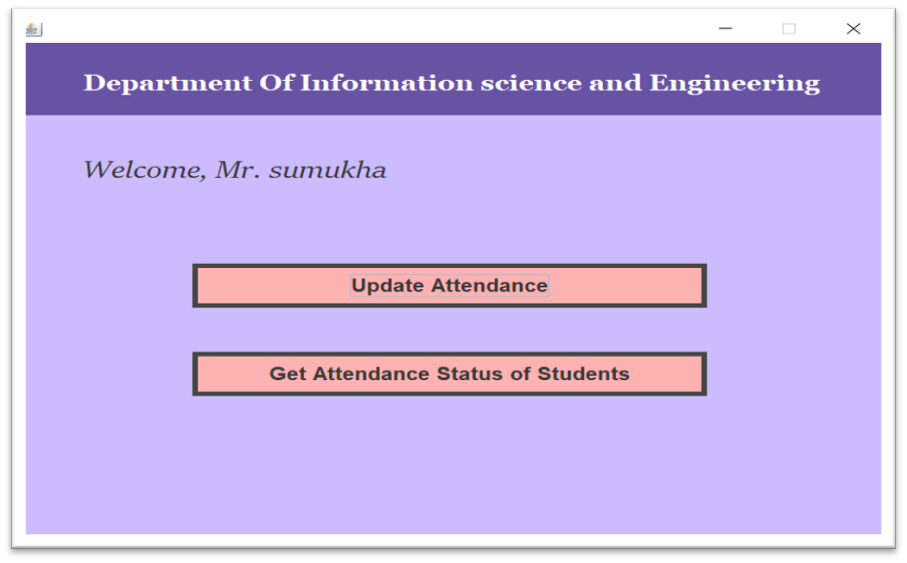 Department Of Information science and Engineering
Welcome, Mr. sumukha
Update Attendance
Get Attendance Status of Students